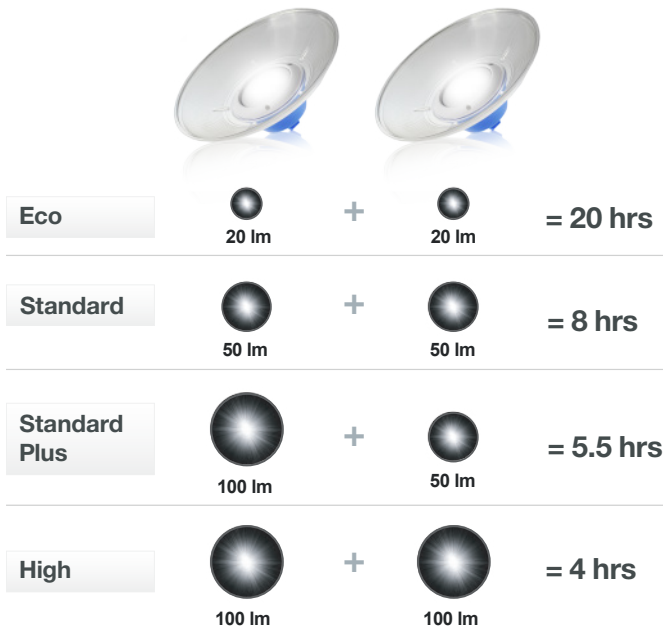 Eco
+
= 20 hrs
20 lm
20 lm
Standard
+
= 8 hrs
50 lm
50 lm
Standard
Plus
+
= 5.5 hrs
100 lm
50 lm
High
+
= 4 hrs
100 lm
100 lm